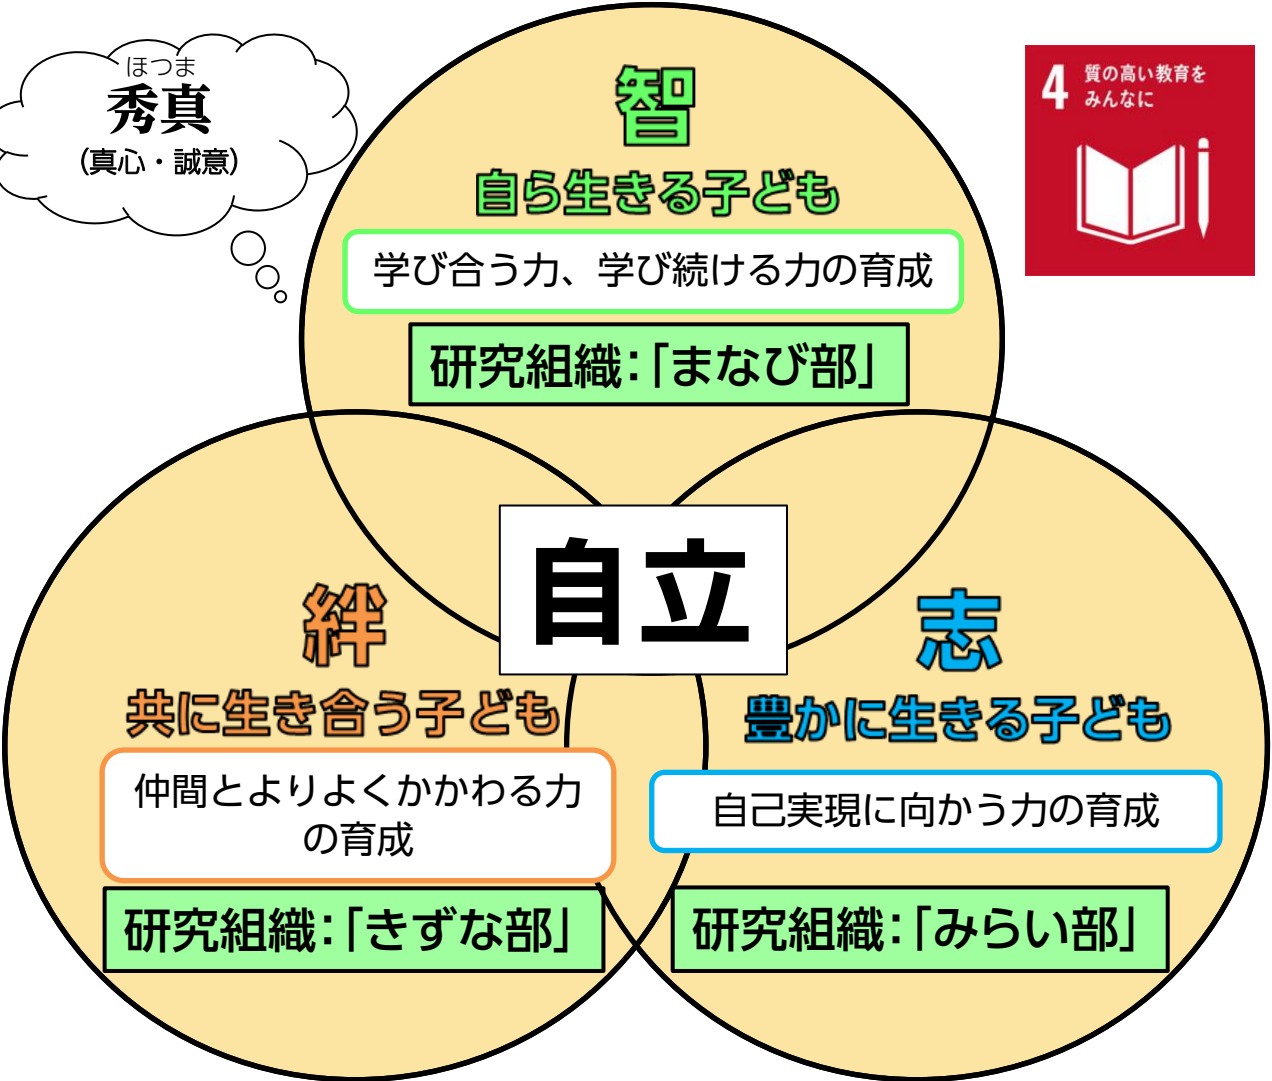 ほつま
秀真
(真心・誠意)
4 質の高い教育を
みんなに
智
自ら生きる子ども
学び合う力、学び続ける力の育成
研究組織：「まなび部」
自立
絆
共に生き合う子ども
仲間とよりよくかかわる力
の育成
研究組織：「きずな部」
志
豊かに生きる子ども
自己実現に向かう力の育成
研究組織：「みらい部」